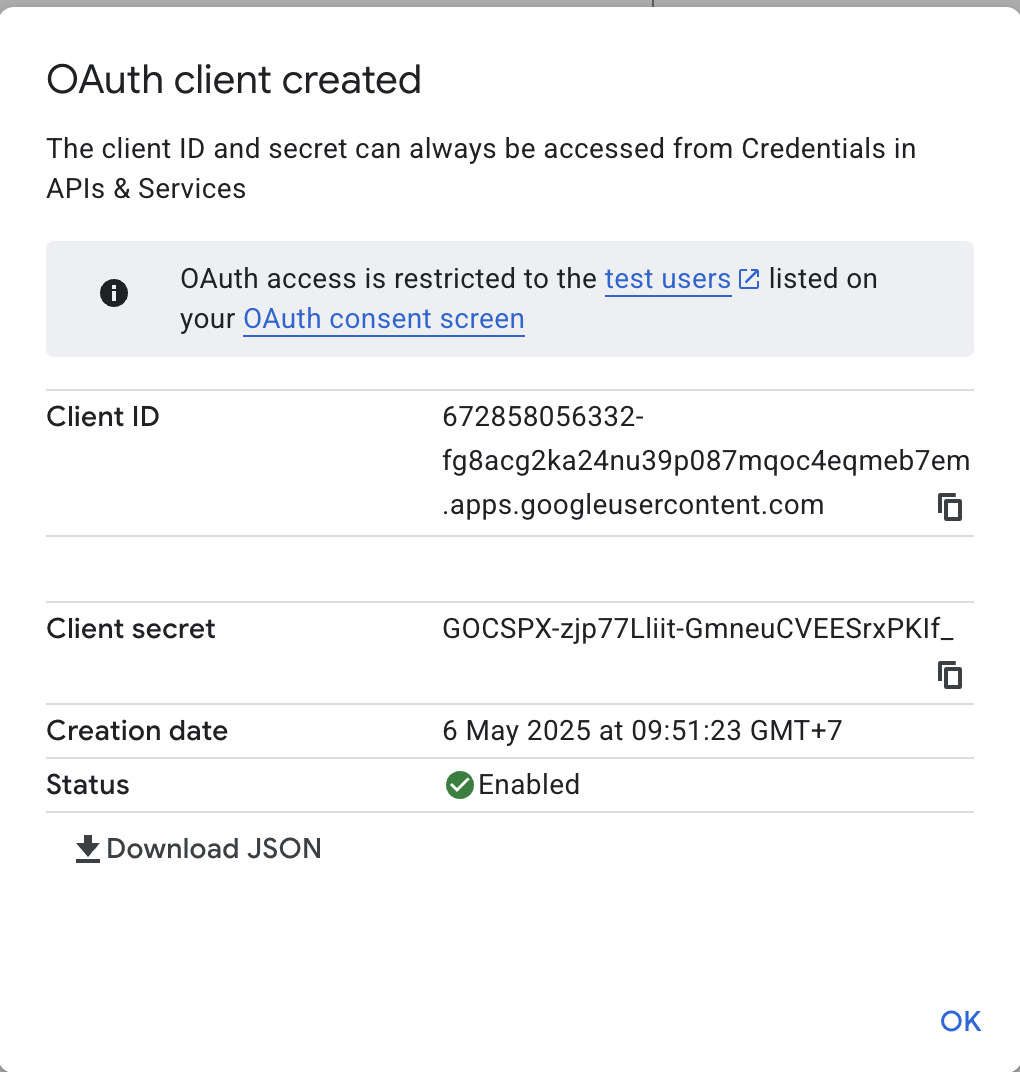 OAuth client created
The client ID and secret can always be accessed from Credentials in
APIs & Services
OAuth access is restricted to the test users listed on
your OAuth consent screen
Client ID
672858056332-
fg8acg2ka24nu39p087mqoc4eqmeb7em
.apps.googleusercontent.com
Client secret
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
Creation date
6 May 2025 at 09:51:23 GMT+7
Status
Enabled
Download JSON
OK